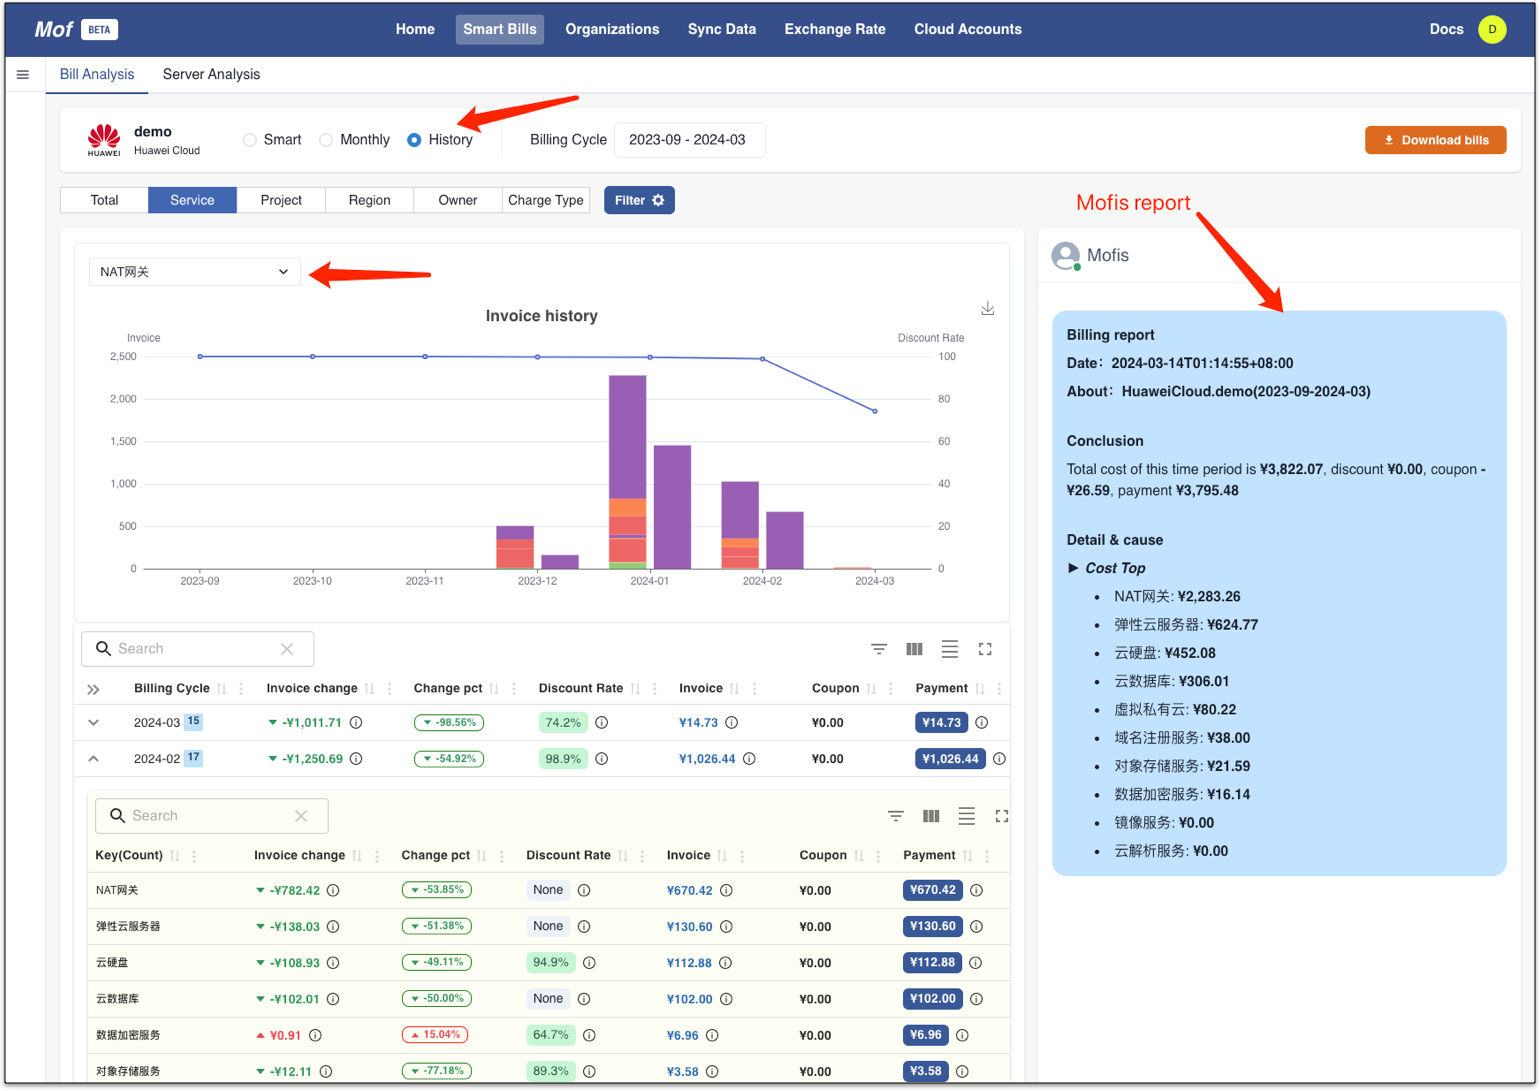 Mof BETA Home Smart Bills Organizations Sync Data Exchange Rate Cloud Accounts Docs D
Bill Analysis Server Analysis
HUAWEI demo Huawei Cloud Smart Monthly History Billing Cycle 2023-09 - 2024-03 Download bills
Total Service Project Region Owner Charge Type Filter
Mofis report
NAT网关
Invoice history
Invoice Discount Rate
2,500 100
2,000 80
1,500 60
1,000 40
500 20
0 0
2023-09 2023-10 2023-11 2023-12 2024-01 2024-02 2024-03
Search
Billing Cycle Invoice change Change pct Discount Rate Invoice Coupon Payment
2024-03 15 -¥1,011.71 -98.56% 74.2% ¥14.73 ¥0.00 ¥14.73
2024-02 17 -¥1,250.69 -54.92% 98.9% ¥1,026.44 ¥0.00 ¥1,026.44
Search
Key(Count) Invoice change Change pct Discount Rate Invoice Coupon Payment
NAT网关 -¥782.42 -53.85% None ¥670.42 ¥0.00 ¥670.42
弹性云服务器 -¥138.03 -51.38% None ¥130.60 ¥0.00 ¥130.60
云硬盘 -¥108.93 -49.11% 94.9% ¥112.88 ¥0.00 ¥112.88
云数据库 -¥102.01 -50.00% None ¥102.00 ¥0.00 ¥102.00
数据加密服务 ¥0.91 15.04% 64.7% ¥6.96 ¥0.00 ¥6.96
对象存储服务 -¥12.11 -77.18% 89.3% ¥3.58 ¥0.00 ¥3.58
Mofis
Billing report
Date：2024-03-14T01:14:55+08:00
About：HuaweiCloud.demo(2023-09-2024-03)
Conclusion
Total cost of this time period is ¥3,822.07, discount ¥0.00, coupon -
¥26.59, payment ¥3,795.48
Detail & cause
► Cost Top
• NAT网关: ¥2,283.26
• 弹性云服务器: ¥624.77
• 云硬盘: ¥452.08
• 云数据库: ¥306.01
• 虚拟私有云: ¥80.22
• 域名注册服务: ¥38.00
• 对象存储服务: ¥21.59
• 数据加密服务: ¥16.14
• 镜像服务: ¥0.00
• 云解析服务: ¥0.00